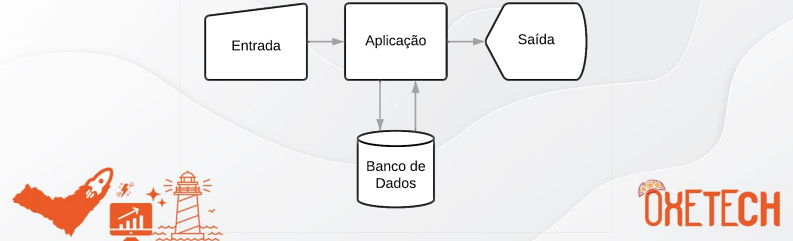 Entrada
Aplicação
Saída
Banco de
Dados
OXETECH